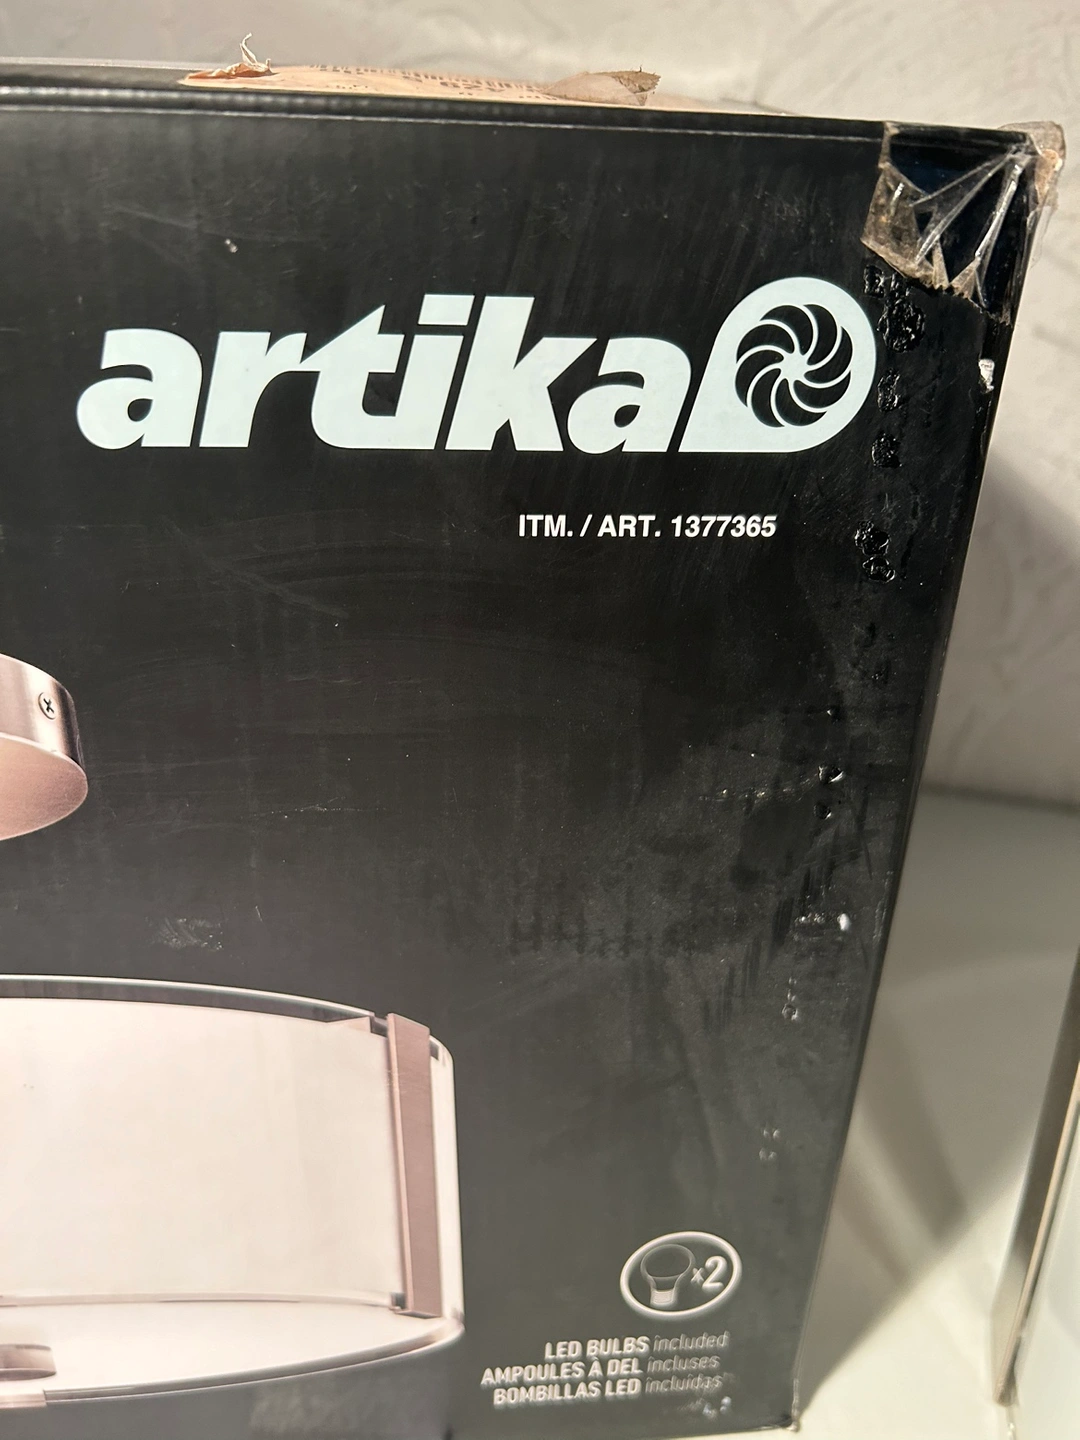 artika
ITM. / ART. 1377365
x2
LED BULBS included
AMPOULES À DEL incluses
BOMBILLAS LED incluidas